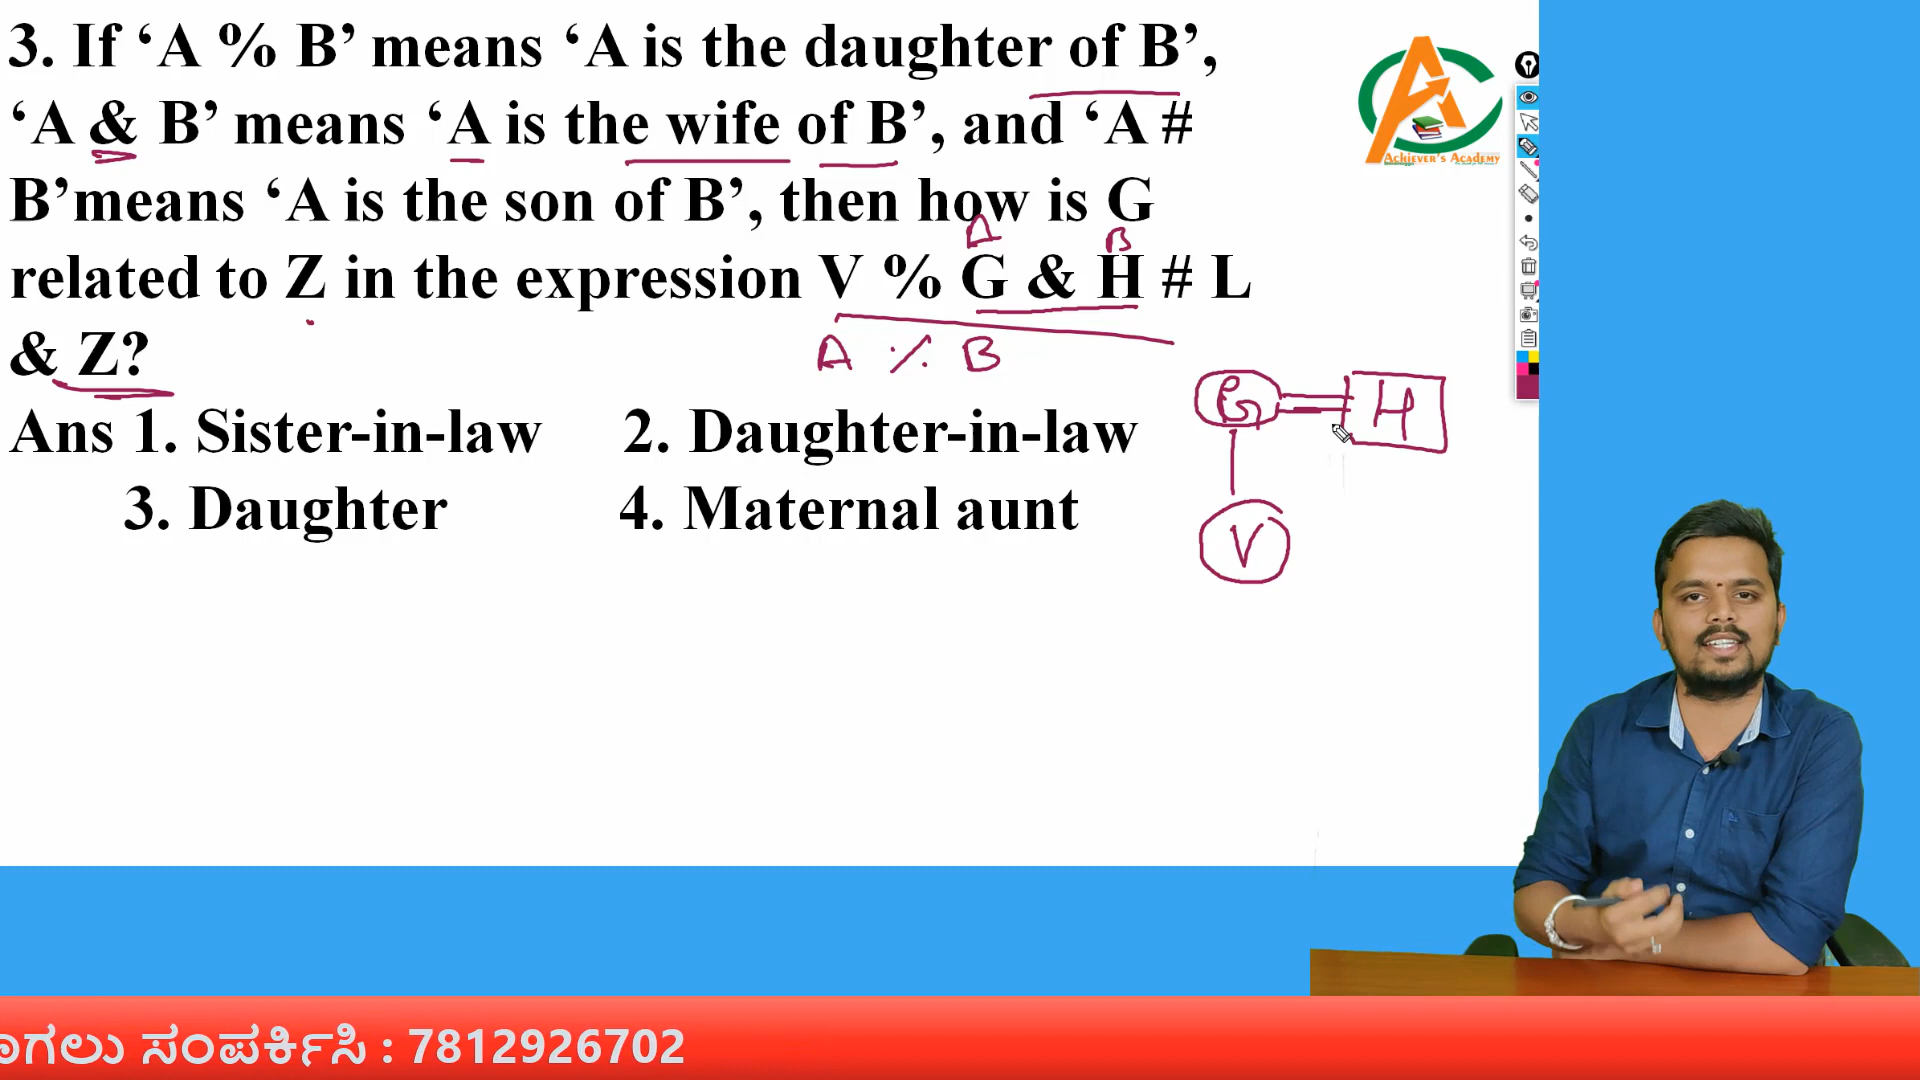 3. If ‘A % B’ means ‘A is the daughter of B’,
‘A & B’ means ‘A is the wife of B’, and ‘A #
B’means ‘A is the son of B’, then how is G
A B
related to Z in the expression V % G & H # L
& Z?
A % B
Ans 1. Sister-in-law 2. Daughter-in-law
3. Daughter 4. Maternal aunt
G H
V
ACHIEVER'S ACADEMY
ಾಗಲು ಸಂಪರ್ಕಿಸಿ : 7812926702